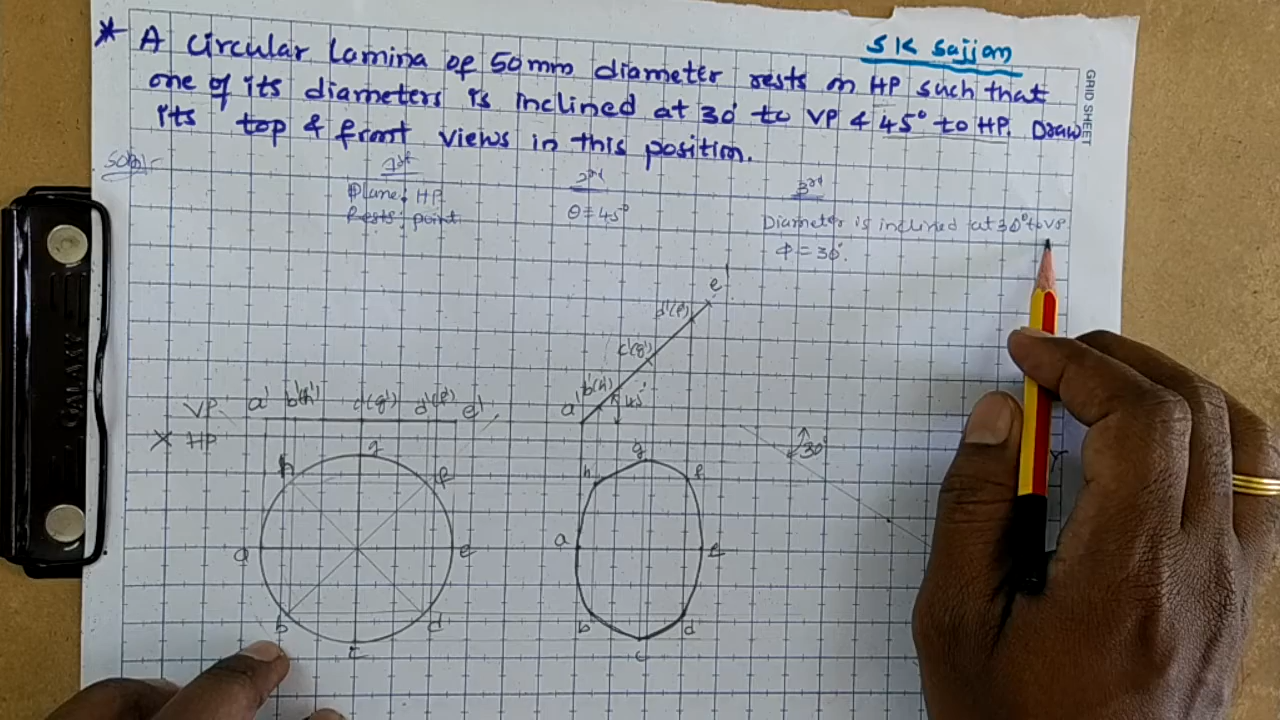 SK Sajjan
* A circular Lamina of 50mm diameter rests on HP such that
one of its diameters is inclined at 30° to VP & 45° to HP. Draw
its top & front views in this position.
GRID SHEET
Soln:-
1st
2nd
3rd
Plane: HP
Rests: point
θ=45°
Diameter is inclined at 30° to VP
Φ=30°.
e'
d'(f')
c'(g')
b'(h')
a'
45°
VP a' b'(h') c'(g') d'(f') e'
X HP
30°
h g f
h g f
a e
a e
b c d
b c d
GALAXY